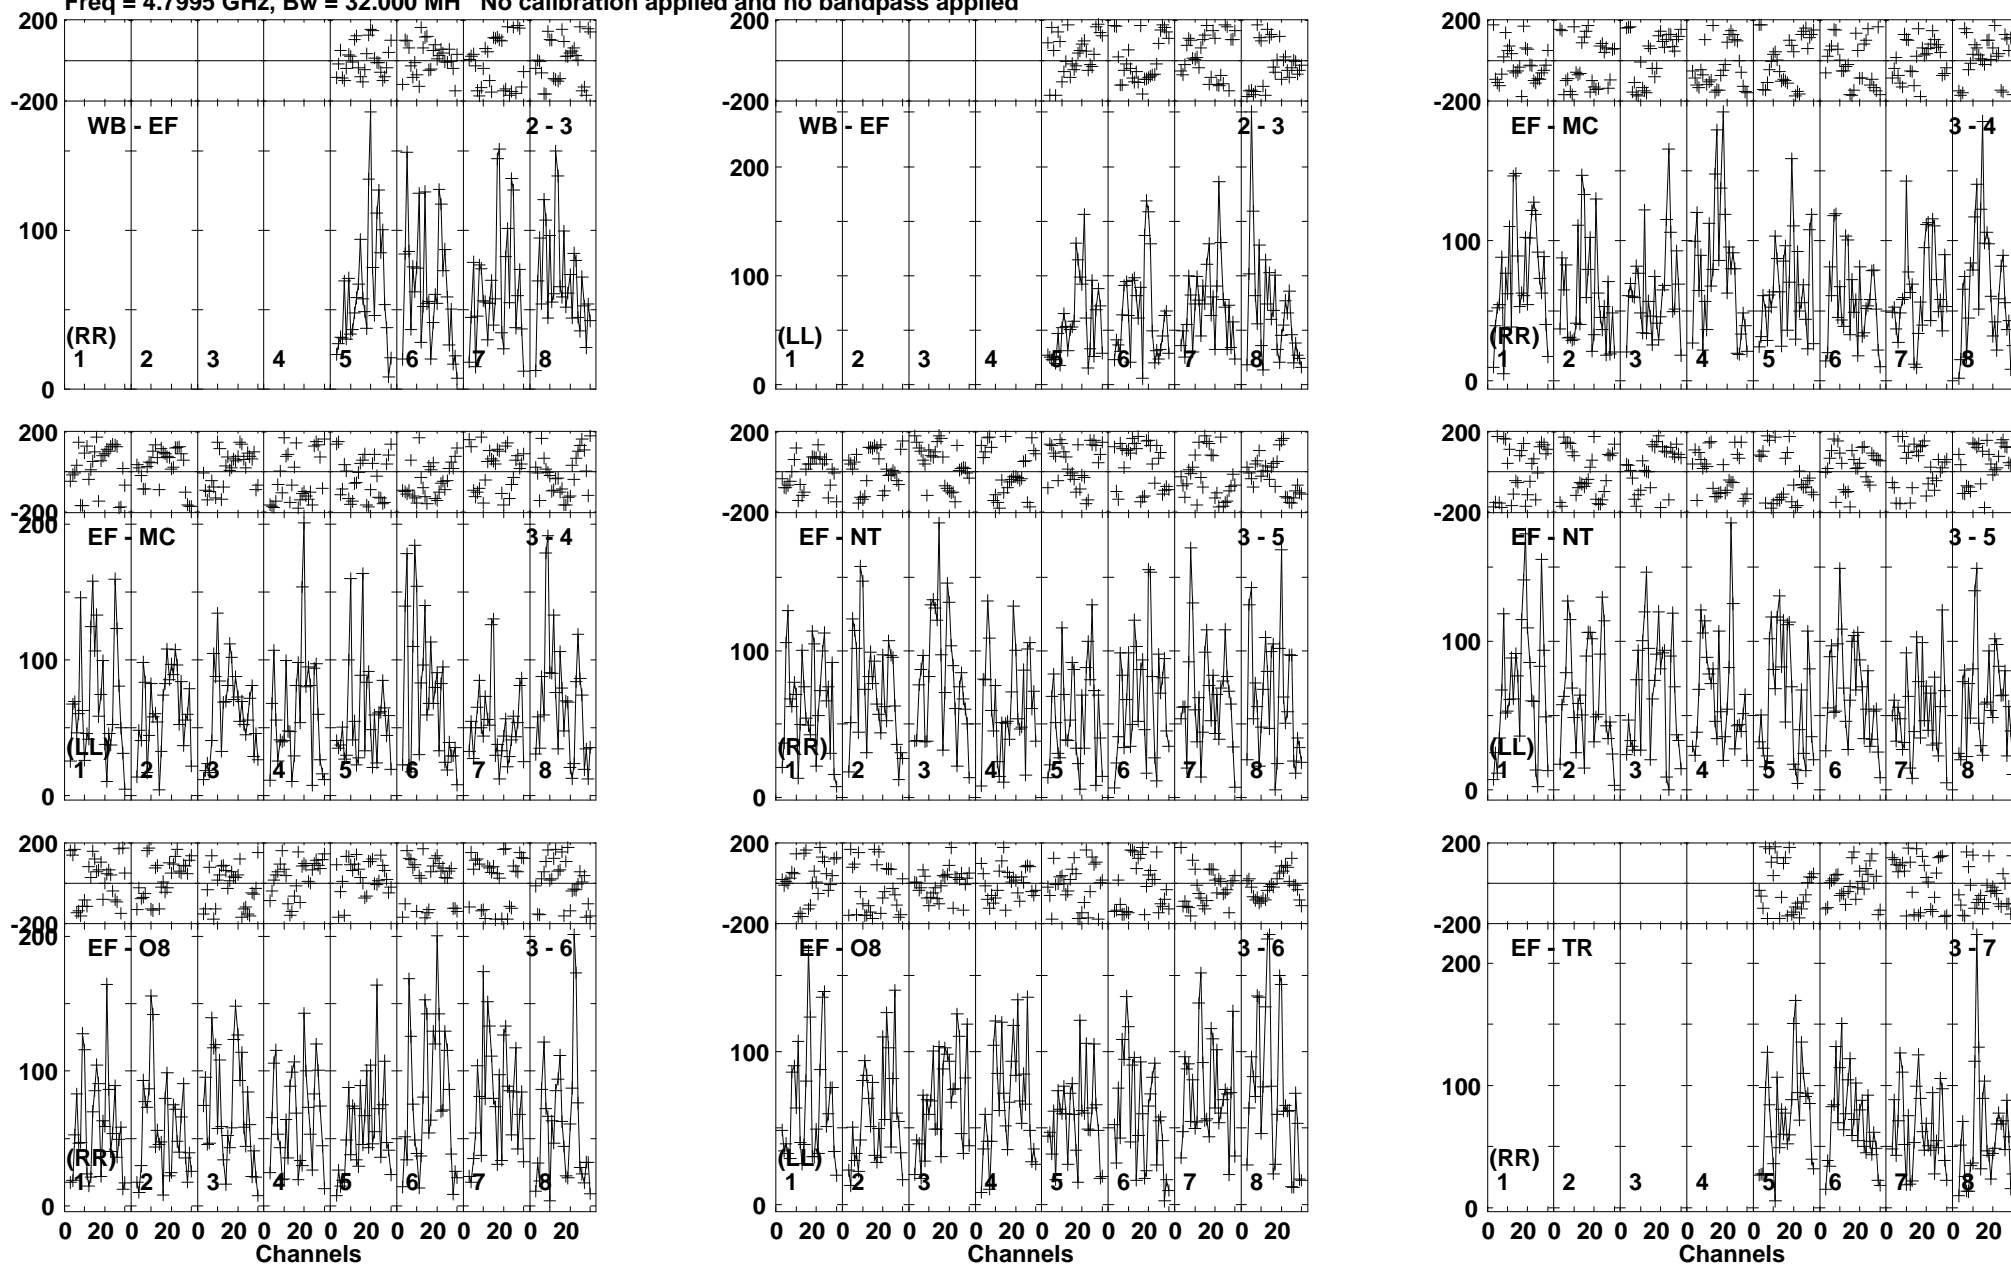 Freq = 4.7995 GHz, Bw = 32.000 MH No calibration applied and no bandpass applied
200 200 200
-200 -200 -200
WB - EF 2 - 3 WB - EF 2 - 3 EF - MC 3 - 4
200
100 100 100
(RR) (LL) (RR)
1 2 3 4 5 6 7 8 1 2 3 4 5 6 7 8 1 2 3 4 5 6 7 8
0 0 0
200 200 200
-200 -200 -200
200
EF - MC 3 - 4 EF - NT 3 - 5 EF - NT 3 - 5
100 100 100
(LL) (RR) (LL)
1 2 3 4 5 6 7 8 1 2 3 4 5 6 7 8 1 2 3 4 5 6 7 8
0 0 0
200 200 200
-200 -200 -200
200
EF - O8 3 - 6 EF - O8 3 - 6 EF - TR 3 - 7
200
100 100 100
(RR) (LL) (RR)
1 2 3 4 5 6 7 8 1 2 3 4 5 6 7 8 1 2 3 4 5 6 7 8
0 0 0
0 20 0 20 0 20 0 20 0 20 0 20 0 20 0 20 0 20 0 20 0 20 0 20 0 20 0 20 0 20 0 20 0 20 0 20 0 20 0 20 0 20 0 20 0 20 0 20
Channels Channels Channels